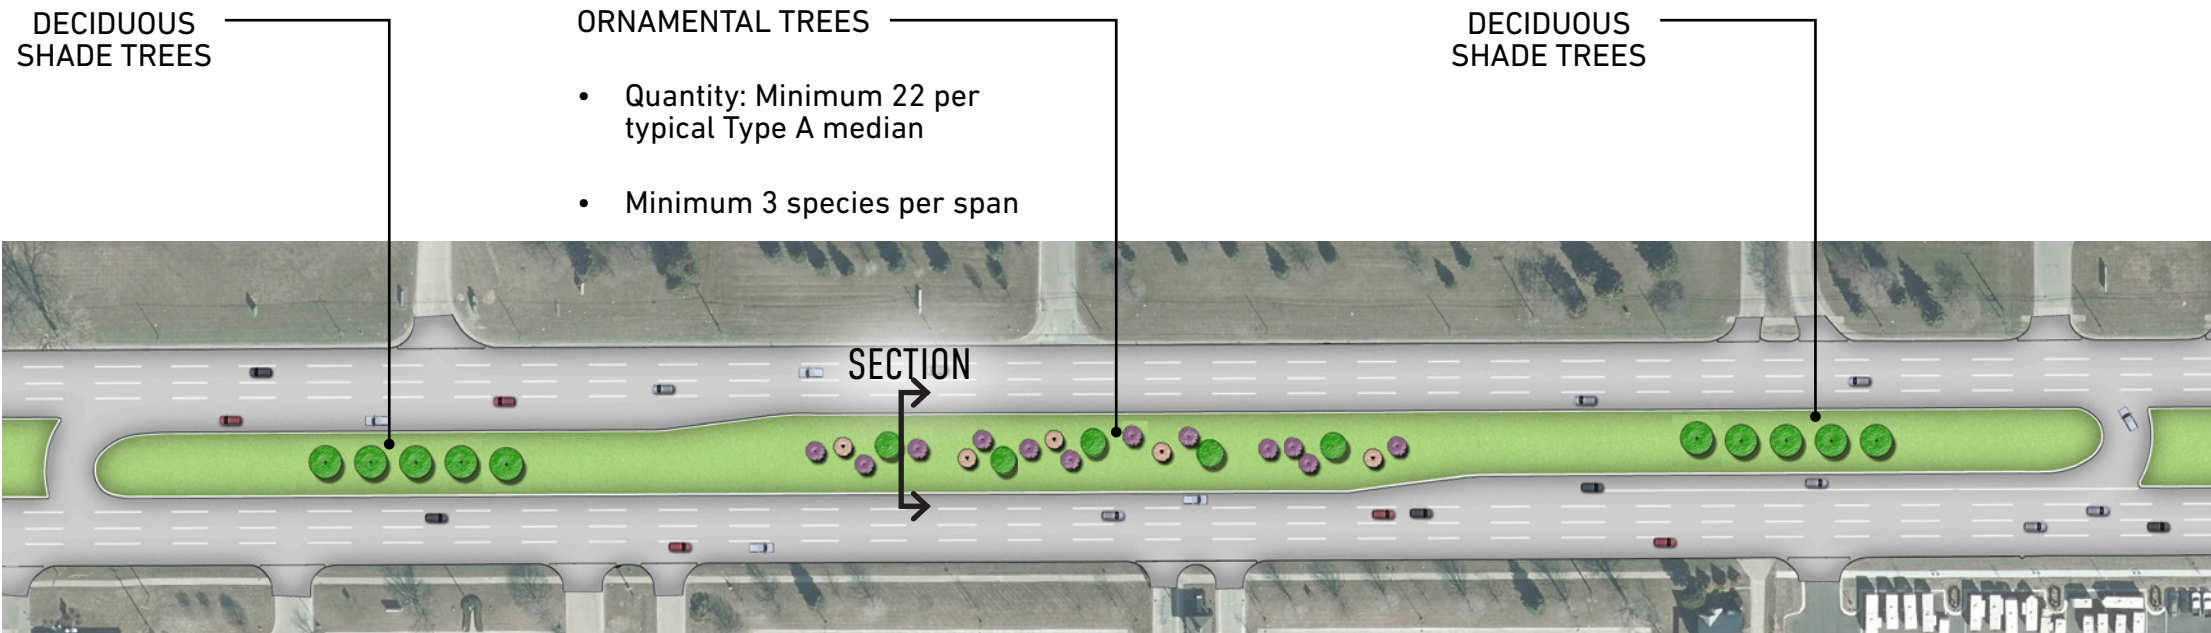 DECIDUOUS
SHADE TREES
ORNAMENTAL TREES
• Quantity: Minimum 22 per
typical Type A median
• Minimum 3 species per span
DECIDUOUS
SHADE TREES
SECTION